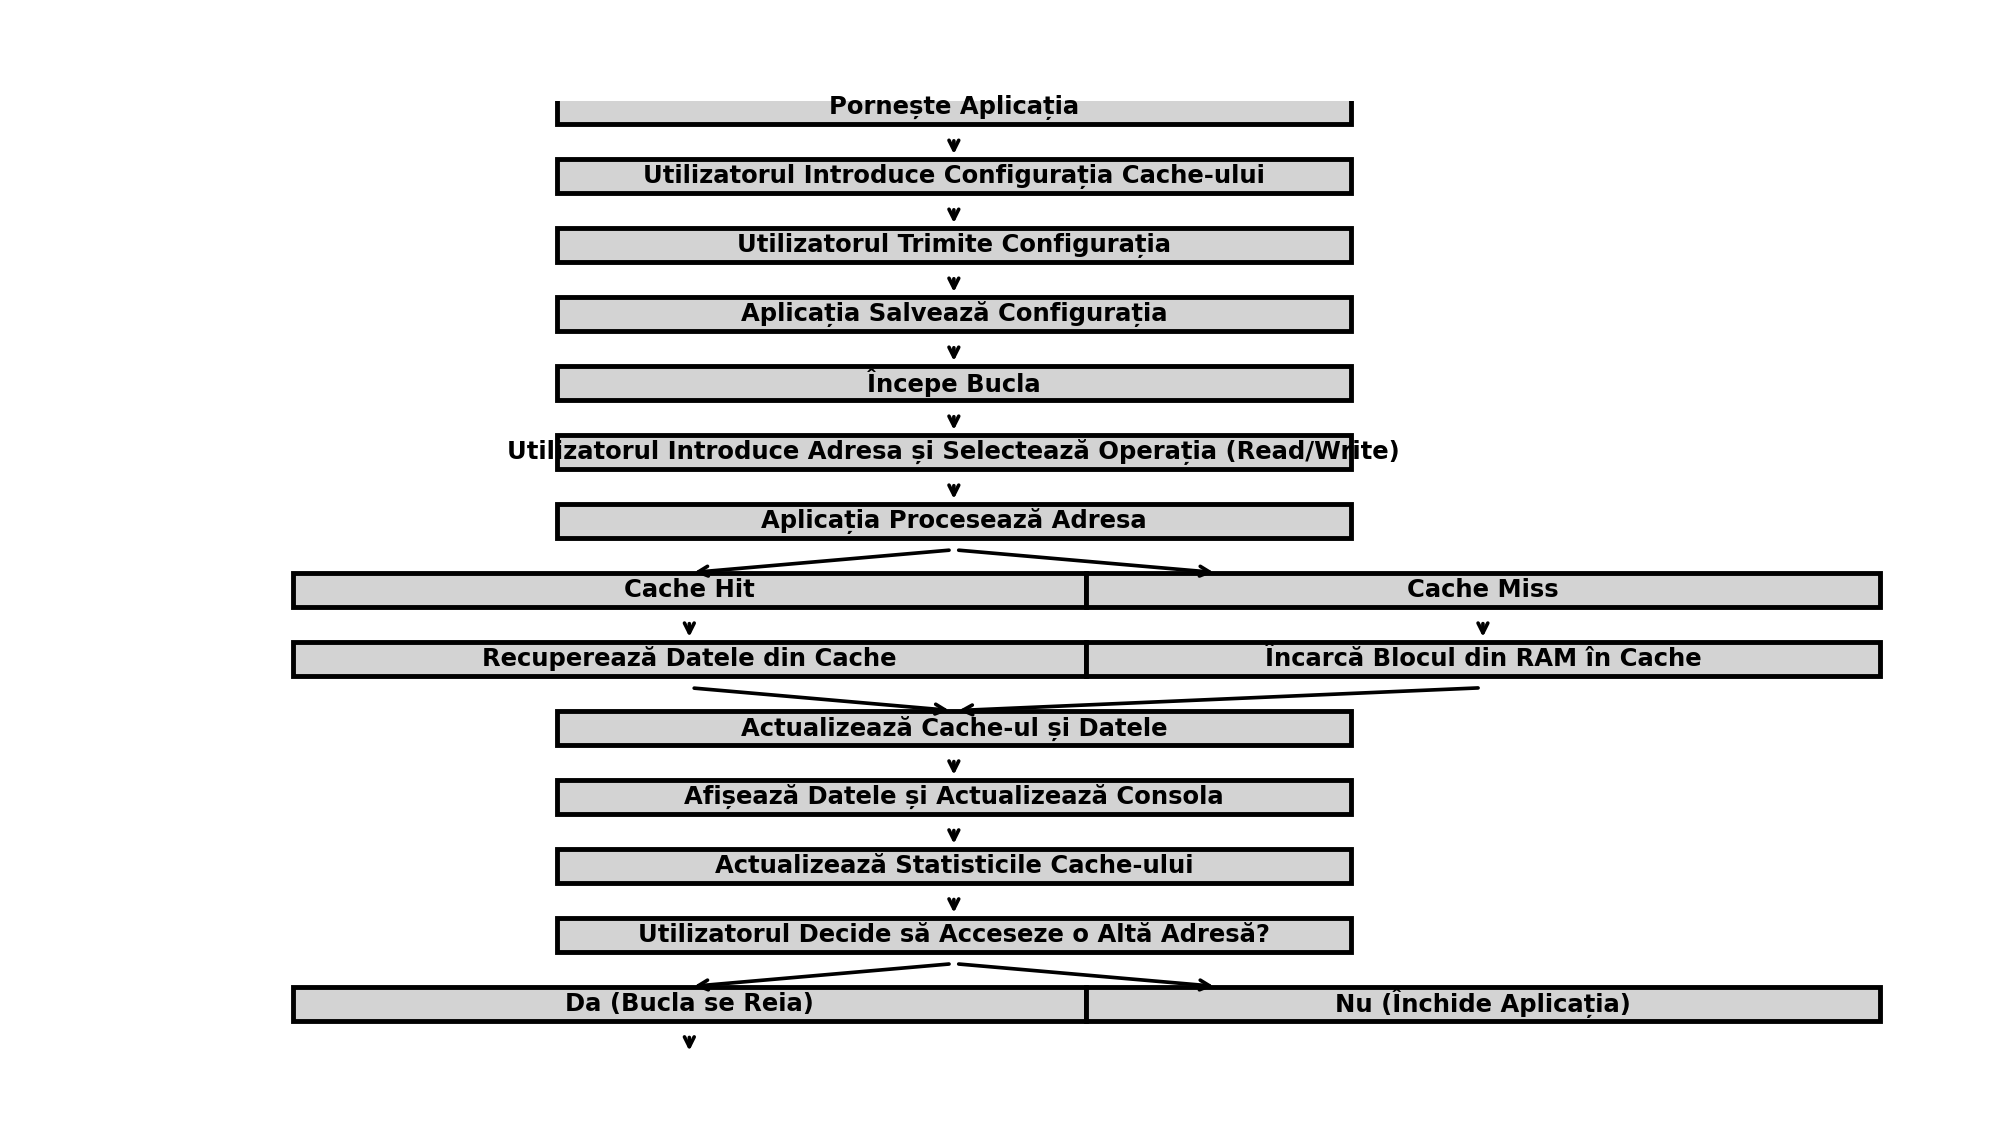 Pornește Aplicația
Utilizatorul Introduce Configurația Cache-ului
Utilizatorul Trimite Configurația
Aplicația Salvează Configurația
Începe Bucla
Utilizatorul Introduce Adresa și Selectează Operația (Read/Write)
Aplicația Procesează Adresa
Cache Hit
Cache Miss
Recuperează Datele din Cache
Încarcă Blocul din RAM în Cache
Actualizează Cache-ul și Datele
Afișează Datele și Actualizează Consola
Actualizează Statisticile Cache-ului
Utilizatorul Decide să Acceseze o Altă Adresă?
Da (Bucla se Reia)
Nu (Închide Aplicația)